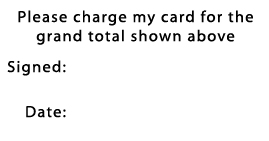 Please charge my card for the
grand total shown above
Signed:
Date: